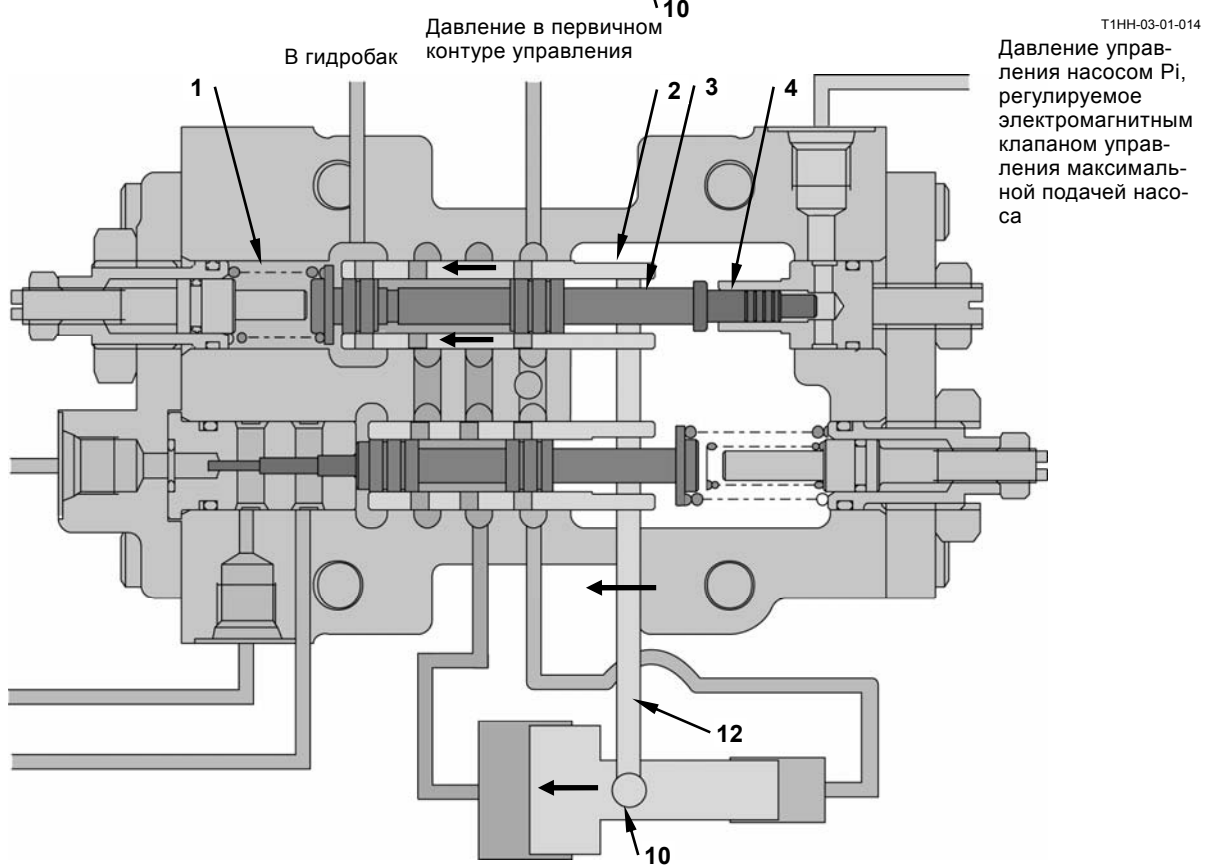 10
T1HH-03-01-014
Давление в первичном
контуре управления
В гидробак
Давление управ-
ления насосом Pi,
регулируемое
электромагнитным
клапаном управ-
ления максималь-
ной подачей насо-
са
1
2
3
4
12
10